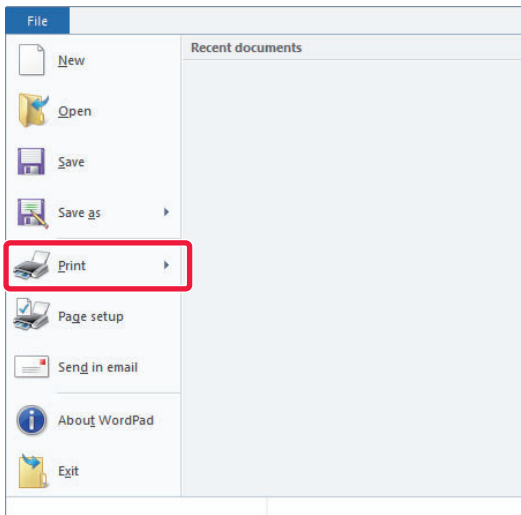 File
Recent documents
New
Open
Save
Save as
Print
Page setup
Send in email
About WordPad
Exit